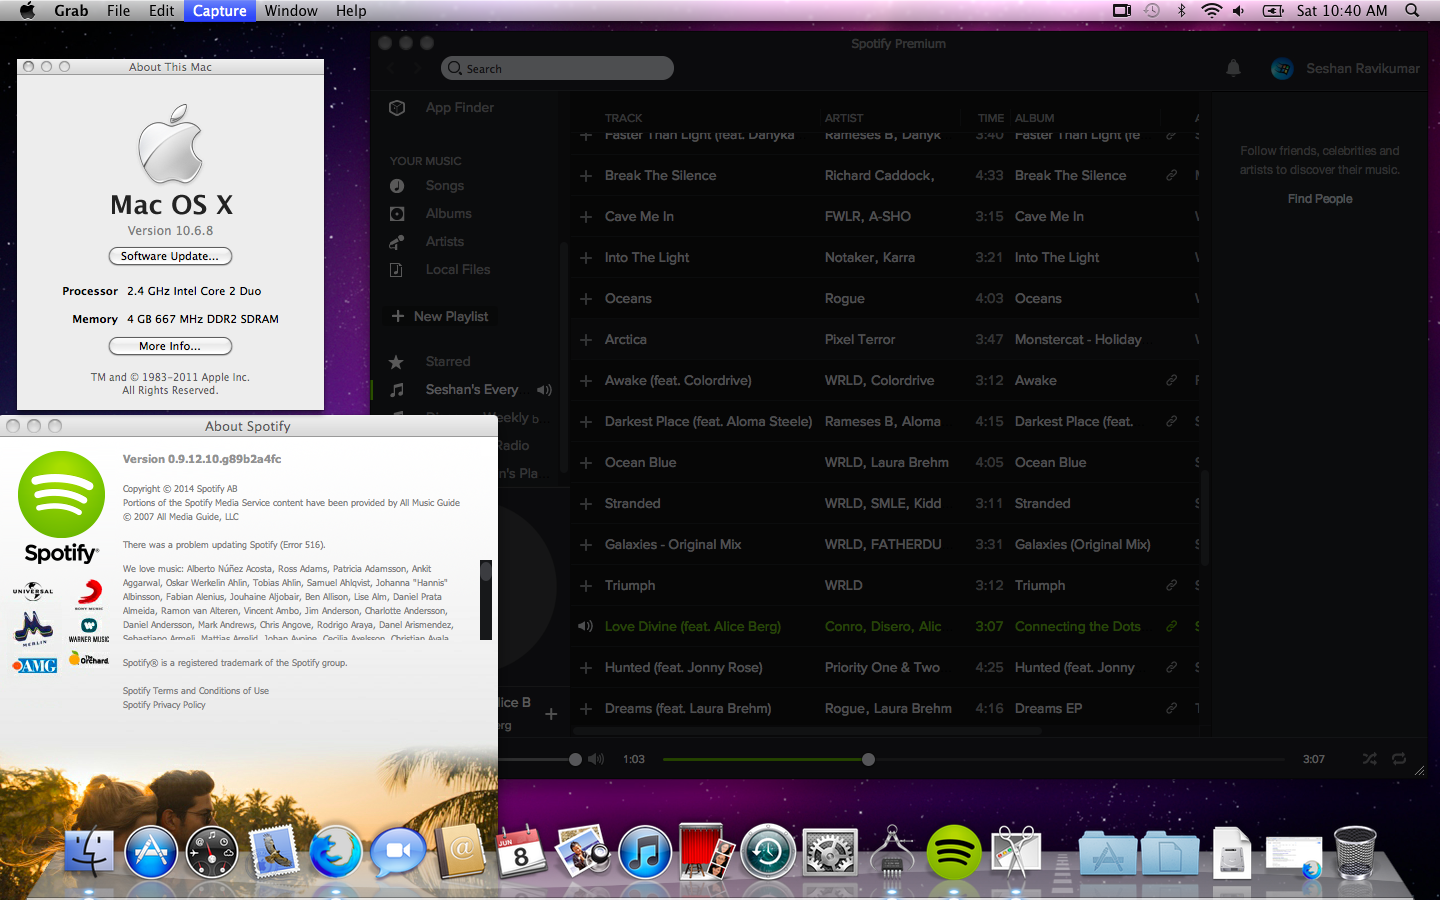 Grab File Edit Capture Window Help
Sat 10:40 AM
About This Mac
Mac OS X
Version 10.6.8
Software Update...
Processor 2.4 GHz Intel Core 2 Duo
Memory 4 GB 667 MHz DDR2 SDRAM
More Info...
TM and © 1983-2011 Apple Inc.
All Rights Reserved.
Spotify Premium
Search
Seshan Ravikumar
App Finder
YOUR MUSIC
Songs
Albums
Artists
Local Files
New Playlist
Starred
Seshan's Every
Weekly b
Radio
n's Pla
lice B
erg
TRACK ARTIST TIME ALBUM A
Faster Than Light (feat. Danyka Rameses B, Danyk 3:40 Faster Than Light (fe
Break The Silence Richard Caddock, 4:33 Break The Silence
Cave Me In FWLR, A-SHO 3:15 Cave Me In
Into The Light Notaker, Karra 3:21 Into The Light
Oceans Rogue 4:03 Oceans
Arctica Pixel Terror 3:47 Monstercat - Holiday
Awake (feat. Colordrive) WRLD, Colordrive 3:12 Awake
Darkest Place (feat. Aloma Steele) Rameses B, Aloma 4:15 Darkest Place (feat.
Ocean Blue WRLD, Laura Brehm 4:05 Ocean Blue
Stranded WRLD, SMLE, Kidd 3:11 Stranded
Galaxies - Original Mix WRLD, FATHERDU 3:31 Galaxies (Original Mix)
Triumph WRLD 3:12 Triumph
Love Divine (feat. Alice Berg) Conro, Disero, Alic 3:07 Connecting the Dots
Hunted (feat. Jonny Rose) Priority One & Two 4:25 Hunted (feat. Jonny
Dreams (feat. Laura Brehm) Rogue, Laura Brehm 4:16 Dreams EP
Follow friends, celebrities and
artists to discover their music.
Find People
1:03 3:07
About Spotify
Version 0.9.12.10.g89b2a4fc
Copyright © 2014 Spotify AB
Portions of the Spotify Media Service content have been provided by All Music Guide
© 2007 All Media Guide, LLC
There was a problem updating Spotify (Error 516).
We love music: Alberto Núñez Acosta, Ross Adams, Patricia Adamsson, Ankit
Aggarwal, Oskar Werkelin Ahlin, Tobias Ahlin, Samuel Ahlqvist, Johanna "Hannis"
Albinsson, Fabian Alenius, Jouhaine Aljobair, Ben Allison, Lise Alm, Daniel Prata
Almeida, Ramon van Alteren, Vincent Ambo, Jim Anderson, Charlotte Andersson,
Daniel Andersson, Mark Andrews, Chris Angove, Rodrigo Araya, Danel Arismendez,
Sebastiano Armeli, Mattias Arrelid, Johan Avpine, Cecilia Axelsson, Christian Ayala
Spotify® is a registered trademark of the Spotify group.
Spotify Terms and Conditions of Use
Spotify Privacy Policy
Spotify®
UNIVERSAL
SONY MUSIC
MERLIN
WARNER MUSIC
AMG
The Orchard
JUN
8